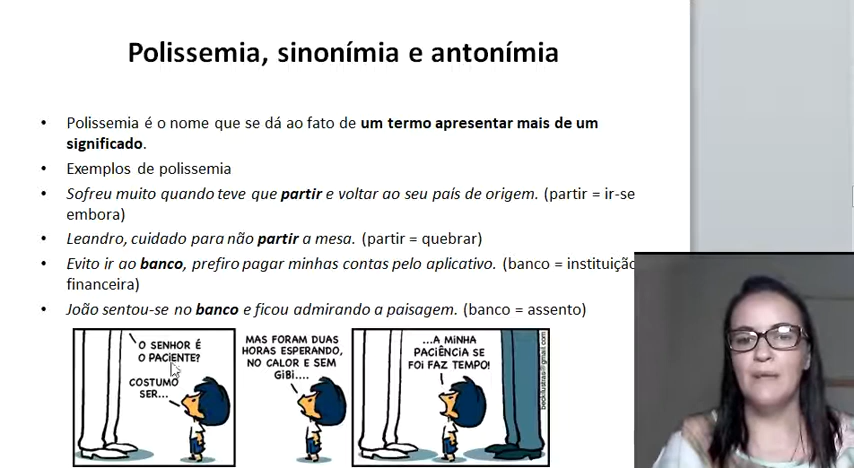 Polissemia, sinonímia e antonímia
• Polissemia é o nome que se dá ao fato de um termo apresentar mais de um
significado.
• Exemplos de polissemia
• Sofreu muito quando teve que partir e voltar ao seu país de origem. (partir = ir-se
embora)
• Leandro, cuidado para não partir a mesa. (partir = quebrar)
• Evito ir ao banco, prefiro pagar minhas contas pelo aplicativo. (banco = instituição
financeira)
• João sentou-se no banco e ficou admirando a paisagem. (banco = assento)
O SENHOR É
O PACIENTE?
COSTUMO
SER...
MAS FORAM DUAS
HORAS ESPERANDO,
NO CALOR E SEM
GIBI....
...A MINHA
PACIÊNCIA SE
FOI FAZ TEMPO!
beckilustras@gmail.com